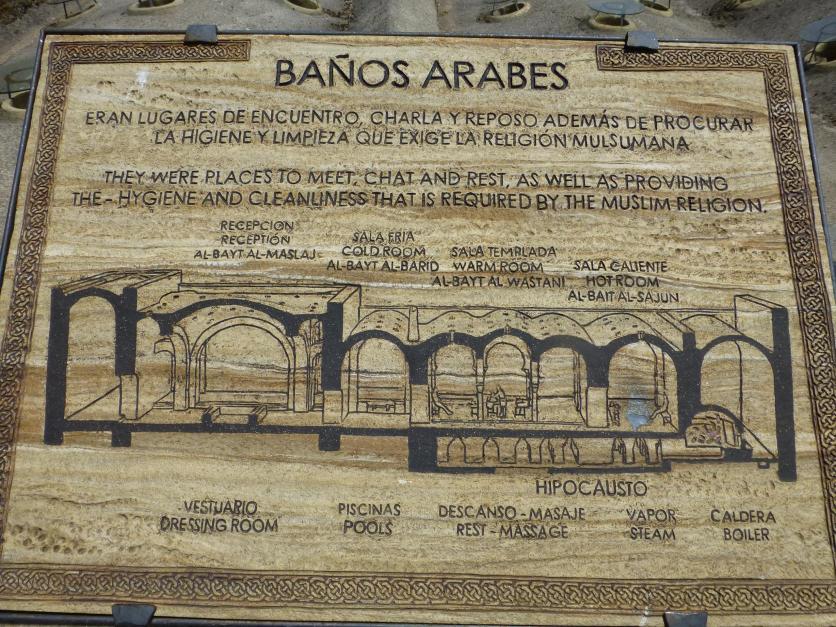 BAÑOS ARABES
ERAN LUGARES DE ENCUENTRO, CHARLA Y REPOSO ADEMÁS DE PROCURAR
LA HIGIENE Y LIMPIEZA QUE EXIGE LA RELIGIÓN MULSUMANA
THEY WERE PLACES TO MEET, CHAT AND REST, AS WELL AS PROVIDING
THE - HYGIENE AND CLEANLINESS THAT IS REQUIRED BY THE MUSLIM RELIGION.
RECEPCION
RECEPTIÓN
AL-BAYT AL-MASLAJ
SALA FRIA
COLD ROOM
AL-BAYT AL-BARID
SALA TEMPLADA
WARM ROOM
AL-BAYT AL WASTANI
SALA CALIENTE
HOT ROOM
AL-BAIT AL-SAJUN
HIPOCAUSTO
VESTUARIO
DRESSING ROOM
PISCINAS
POOLS
DESCANSO - MASAJE
REST - MASSAGE
VAPOR
STEAM
CALDERA
BOILER